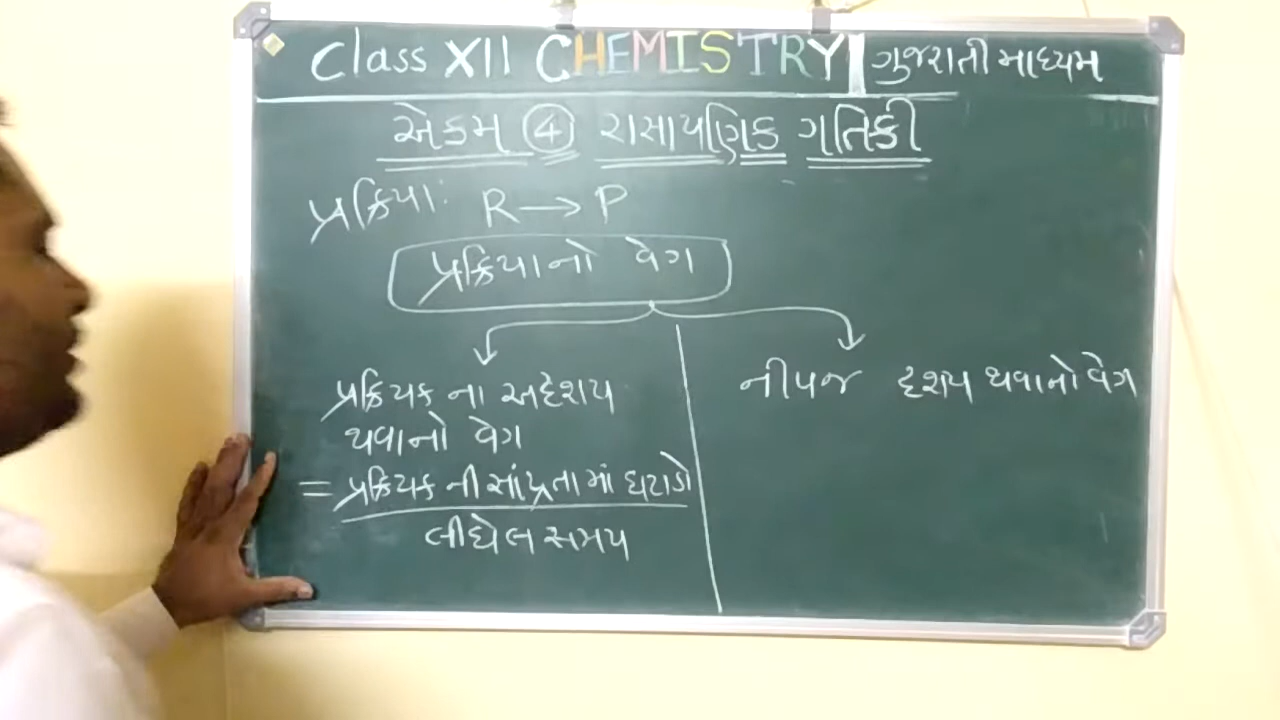 Class XII CHEMISTRY ગુજરાતી માધ્યમ
એકમ ④ રાસાયણિક ગતિકી
પ્રક્રિયા: R → P
પ્રક્રિયાનો વેગ
પ્રક્રિયક ના અદેશ્ય
થવાનો વેગ
= પ્રક્રિયક ની સાંદ્રતા માં ઘટાડો
લીધેલ સમય
નીપજ દશ્ય થવાનો વેગ